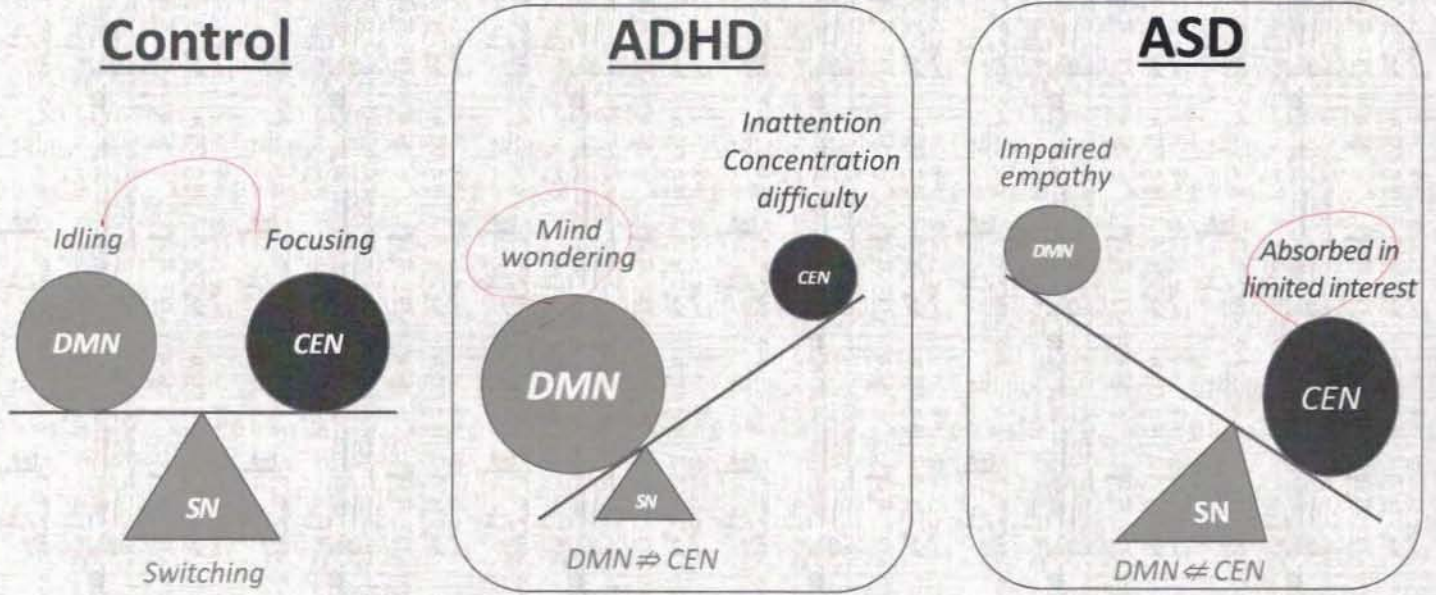 Control
Idling
Focusing
DMN
CEN
SN
Switching
ADHD
Inattention
Concentration
difficulty
Mind
wondering
CEN
DMN
SN
DMN ⇏ CEN
ASD
Impaired
empathy
DMN
Absorbed in
limited interest
CEN
SN
DMN ⇍ CEN